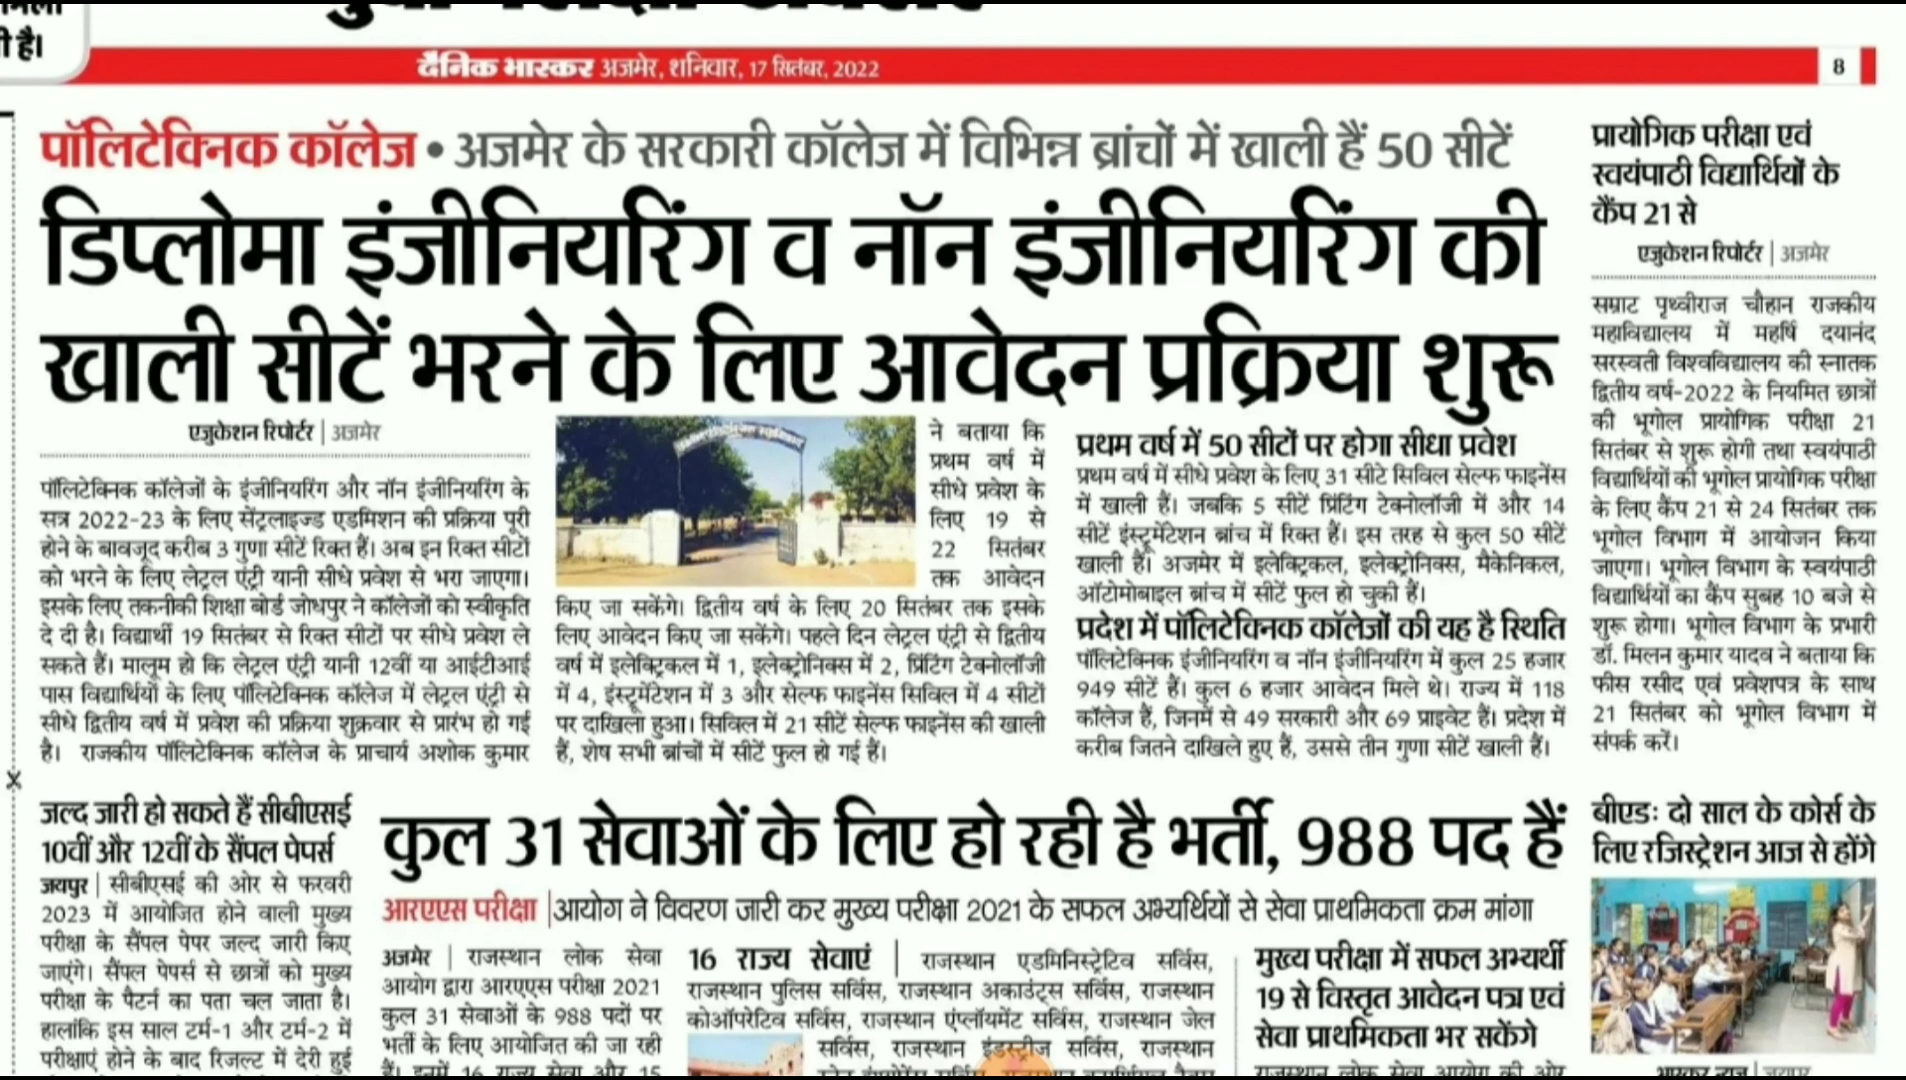 ी है।
दैनिक भास्कर अजमेर, शनिवार, 17 सितंबर, 2022
8
पॉलिटेक्निक कॉलेज • अजमेर के सरकारी कॉलेज में विभिन्न ब्रांचों में खाली हैं 50 सीटें
डिप्लोमा इंजीनियरिंग व नॉन इंजीनियरिंग की
खाली सीटें भरने के लिए आवेदन प्रक्रिया शुरू
एजुकेशन रिपोर्टर | अजमेर
पॉलिटेक्निक कॉलेजों के इंजीनियरिंग और नॉन इंजीनियरिंग के
सत्र 2022-23 के लिए सेंट्रलाइज्ड एडमिशन की प्रक्रिया पूरी
होने के बावजूद करीब 3 गुणा सीटें रिक्त हैं। अब इन रिक्त सीटों
को भरने के लिए लेट्रल एंट्री यानी सीधे प्रवेश से भरा जाएगा।
इसके लिए तकनीकी शिक्षा बोर्ड जोधपुर ने कॉलेजों को स्वीकृति
दे दी है। विद्यार्थी 19 सितंबर से रिक्त सीटों पर सीधे प्रवेश ले
सकते हैं। मालूम हो कि लेट्रल एंट्री यानी 12वीं या आईटीआई
पास विद्यार्थियों के लिए पॉलिटेक्निक कॉलेज में लेट्रल एंट्री से
सीधे द्वितीय वर्ष में प्रवेश की प्रक्रिया शुक्रवार से प्रारंभ हो गई
है। राजकीय पॉलिटेक्निक कॉलेज के प्राचार्य अशोक कुमार
ने बताया कि
प्रथम वर्ष में
सीधे प्रवेश के
लिए 19 से
22 सितंबर
तक आवेदन
किए जा सकेंगे। द्वितीय वर्ष के लिए 20 सितंबर तक इसके
लिए आवेदन किए जा सकेंगे। पहले दिन लेट्रल एंट्री से द्वितीय
वर्ष में इलेक्ट्रिकल में 1, इलेक्ट्रोनिक्स में 2, प्रिंटिंग टेक्नोलॉजी
में 4, इंस्ट्रूमेंटेशन में 3 और सेल्फ फाइनेंस सिविल में 4 सीटों
पर दाखिला हुआ। सिविल में 21 सीटें सेल्फ फाइनेंस की खाली
हैं, शेष सभी ब्रांचों में सीटें फुल हो गई हैं।
प्रथम वर्ष में 50 सीटों पर होगा सीधा प्रवेश
प्रथम वर्ष में सीधे प्रवेश के लिए 31 सीटे सिविल सेल्फ फाइनेंस
में खाली हैं। जबकि 5 सीटें प्रिंटिंग टेक्नोलॉजी में और 14
सीटें इंस्ट्रूमेंटेशन ब्रांच में रिक्त हैं। इस तरह से कुल 50 सीटें
खाली हैं। अजमेर में इलेक्ट्रिकल, इलेक्ट्रोनिक्स, मैकेनिकल,
ऑटोमोबाइल ब्रांच में सीटें फुल हो चुकी हैं।
प्रदेश में पॉलिटेक्निक कॉलेजों की यह है स्थिति
पॉलिटेक्निक इंजीनियरिंग व नॉन इंजीनियरिंग में कुल 25 हजार
949 सीटें हैं। कुल 6 हजार आवेदन मिले थे। राज्य में 118
कॉलेज हैं, जिनमें से 49 सरकारी और 69 प्राइवेट हैं। प्रदेश में
करीब जितने दाखिले हुए हैं, उससे तीन गुणा सीटें खाली हैं।
प्रायोगिक परीक्षा एवं
स्वयंपाठी विद्यार्थियों के
कैंप 21 से
एजुकेशन रिपोर्टर | अजमेर
सम्राट पृथ्वीराज चौहान राजकीय
महाविद्यालय में महर्षि दयानंद
सरस्वती विश्वविद्यालय की स्नातक
द्वितीय वर्ष-2022 के नियमित छात्रों
की भूगोल प्रायोगिक परीक्षा 21
सितंबर से शुरू होगी तथा स्वयंपाठी
विद्यार्थियों की भूगोल प्रायोगिक परीक्षा
के लिए कैंप 21 से 24 सितंबर तक
भूगोल विभाग में आयोजन किया
जाएगा। भूगोल विभाग के स्वयंपाठी
विद्यार्थियों का कैंप सुबह 10 बजे से
शुरू होगा। भूगोल विभाग के प्रभारी
डॉ. मिलन कुमार यादव ने बताया कि
फीस रसीद एवं प्रवेशपत्र के साथ
21 सितंबर को भूगोल विभाग में
संपर्क करें।
जल्द जारी हो सकते हैं सीबीएसई
10वीं और 12वीं के सैंपल पेपर्स
जयपुर | सीबीएसई की ओर से फरवरी
2023 में आयोजित होने वाली मुख्य
परीक्षा के सैंपल पेपर जल्द जारी किए
जाएंगे। सैंपल पेपर्स से छात्रों को मुख्य
परीक्षा के पैटर्न का पता चल जाता है।
हालांकि इस साल टर्म-1 और टर्म-2 में
परीक्षाएं होने के बाद रिजल्ट में देरी हुई
कुल 31 सेवाओं के लिए हो रही है भर्ती, 988 पद हैं
आरएएस परीक्षा | आयोग ने विवरण जारी कर मुख्य परीक्षा 2021 के सफल अभ्यर्थियों से सेवा प्राथमिकता क्रम मांगा
अजमेर | राजस्थान लोक सेवा
आयोग द्वारा आरएएस परीक्षा 2021
कुल 31 सेवाओं के 988 पदों पर
भर्ती के लिए आयोजित की जा रही
हैं। इनमें 16 राज्य सेवा और 15
16 राज्य सेवाएं | राजस्थान एडमिनिस्ट्रेटिव सर्विस,
राजस्थान पुलिस सर्विस, राजस्थान अकाउंट्स सर्विस, राजस्थान
कोऑपरेटिव सर्विस, राजस्थान एंप्लॉयमेंट सर्विस, राजस्थान जेल
सर्विस, राजस्थान इंडस्ट्रीज सर्विस, राजस्थान
मुख्य परीक्षा में सफल अभ्यर्थी
19 से विस्तृत आवेदन पत्र एवं
सेवा प्राथमिकता भर सकेंगे
राजस्थान लोक सेवा आयोग की ओर
बीएड: दो साल के कोर्स के
लिए रजिस्ट्रेशन आज से होंगे
भास्कर न्यूज | जयपुर